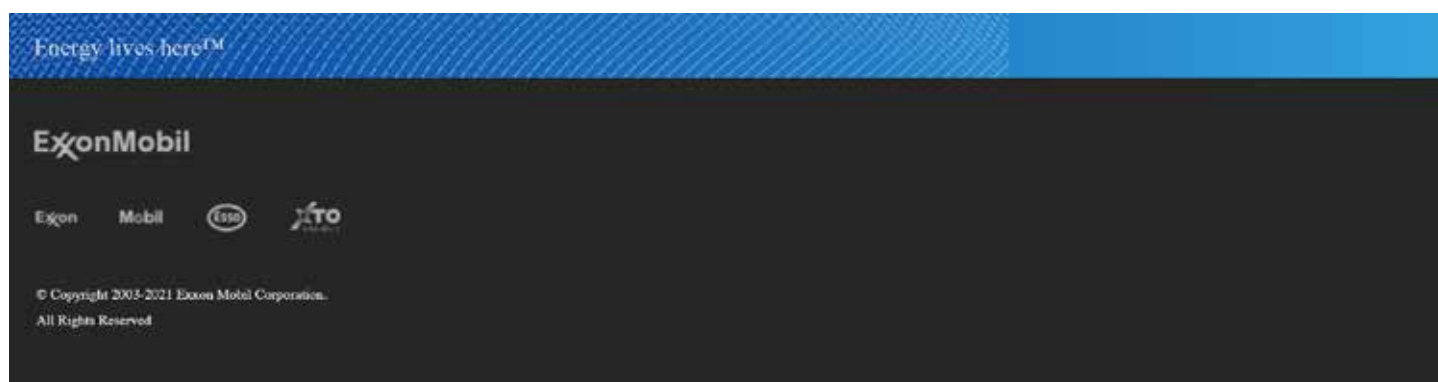 Energy lives here™
ExxonMobil
Exxon Mobil Esso XTO
© Copyright 2003-2021 Exxon Mobil Corporation.
All Rights Reserved